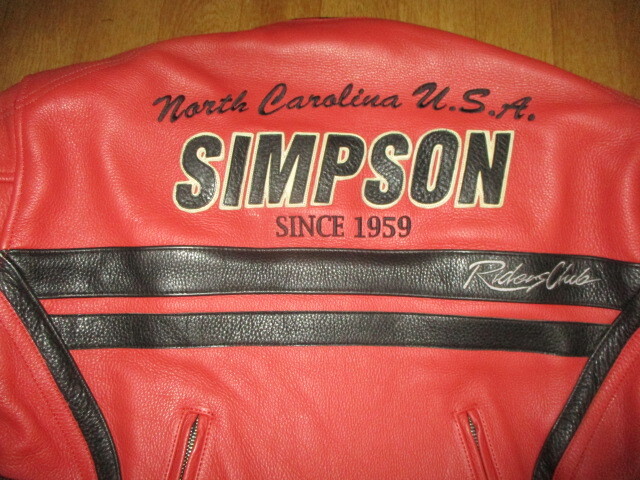 North Carolina U.S.A.
SIMPSON
SINCE 1959
Riders Club